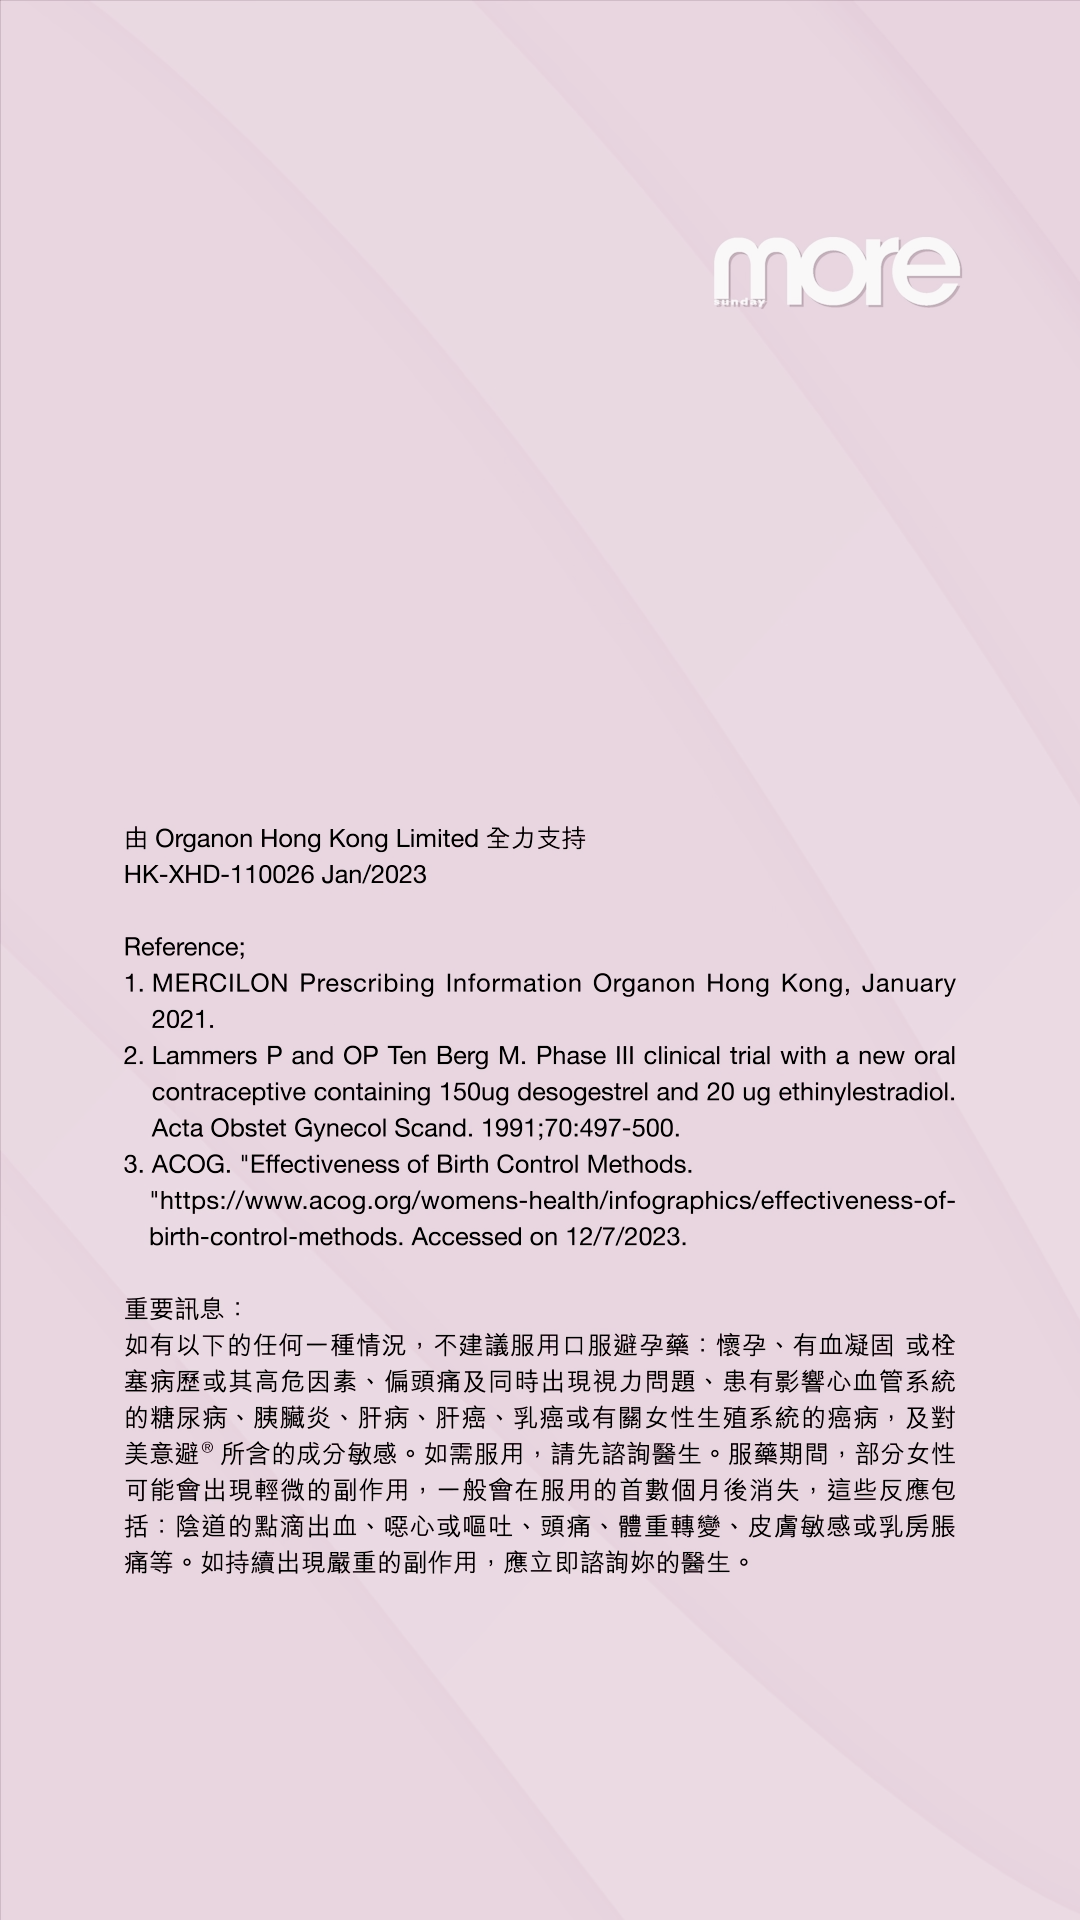 more
sunday
由 Organon Hong Kong Limited 全力支持
HK-XHD-110026 Jan/2023
Reference;
1. MERCILON Prescribing Information Organon Hong Kong, January
2021.
2. Lammers P and OP Ten Berg M. Phase III clinical trial with a new oral
contraceptive containing 150ug desogestrel and 20 ug ethinylestradiol.
Acta Obstet Gynecol Scand. 1991;70:497-500.
3. ACOG. "Effectiveness of Birth Control Methods.
"https://www.acog.org/womens-health/infographics/effectiveness-of-
birth-control-methods. Accessed on 12/7/2023.
重要訊息：
如有以下的任何一種情況，不建議服用口服避孕藥：懷孕、有血凝固 或栓
塞病歷或其高危因素、偏頭痛及同時出現視力問題、患有影響心血管系統
的糖尿病、胰臟炎、肝病、肝癌、乳癌或有關女性生殖系統的癌病，及對
美意避® 所含的成分敏感。如需服用，請先諮詢醫生。服藥期間，部分女性
可能會出現輕微的副作用，一般會在服用的首數個月後消失，這些反應包
括：陰道的點滴出血、噁心或嘔吐、頭痛、體重轉變、皮膚敏感或乳房脹
痛等。如持續出現嚴重的副作用，應立即諮詢妳的醫生。